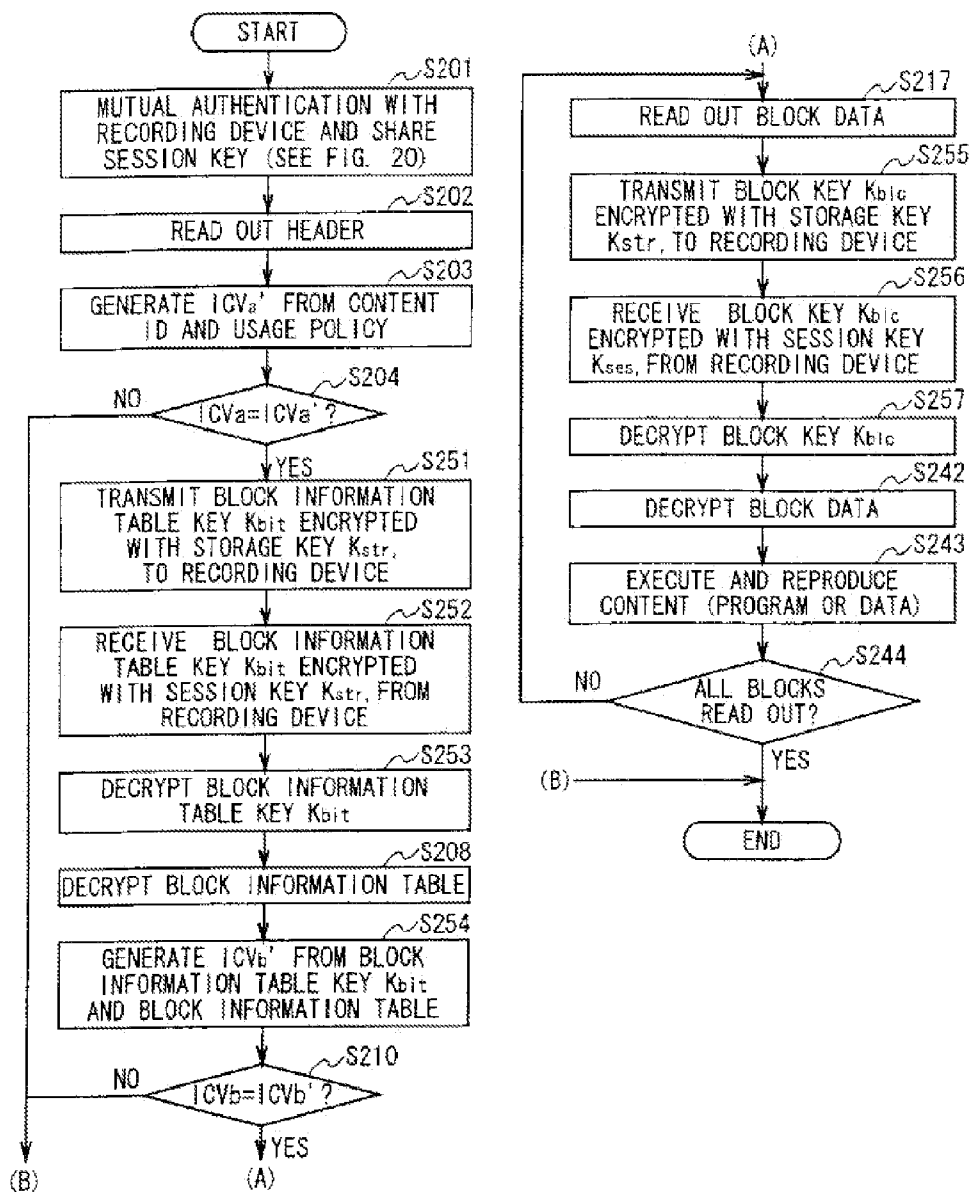 START
S201
MUTUAL AUTHENTICATION WITH
RECORDING DEVICE AND SHARE
SESSION KEY (SEE FIG. 20)
S202
READ OUT HEADER
S203
GENERATE ICVa' FROM CONTENT
ID AND USAGE POLICY
S204
NO
ICVa=ICVa'?
YES
S251
TRANSMIT BLOCK INFORMATION
TABLE KEY Kbit ENCRYPTED
WITH STORAGE KEY Kstr,
TO RECORDING DEVICE
S252
RECEIVE BLOCK INFORMATION
TABLE KEY Kbit ENCRYPTED
WITH SESSION KEY Kstr, FROM
RECORDING DEVICE
S253
DECRYPT BLOCK INFORMATION
TABLE KEY Kbit
S208
DECRYPT BLOCK INFORMATION TABLE
S254
GENERATE ICVb' FROM BLOCK
INFORMATION TABLE KEY Kbit
AND BLOCK INFORMATION TABLE
S210
NO
ICVb=ICVb'?
YES
(B)
(A)
(A)
S217
READ OUT BLOCK DATA
S255
TRANSMIT BLOCK KEY Kblc
ENCRYPTED WITH STORAGE KEY
Kstr, TO RECORDING DEVICE
S256
RECEIVE BLOCK KEY Kblc
ENCRYPTED WITH SESSION KEY
Kses, FROM RECORDING DEVICE
S257
DECRYPT BLOCK KEY Kblc
S242
DECRYPT BLOCK DATA
S243
EXECUTE AND REPRODUCE
CONTENT (PROGRAM OR DATA)
S244
NO
ALL BLOCKS
READ OUT?
YES
(B)
END